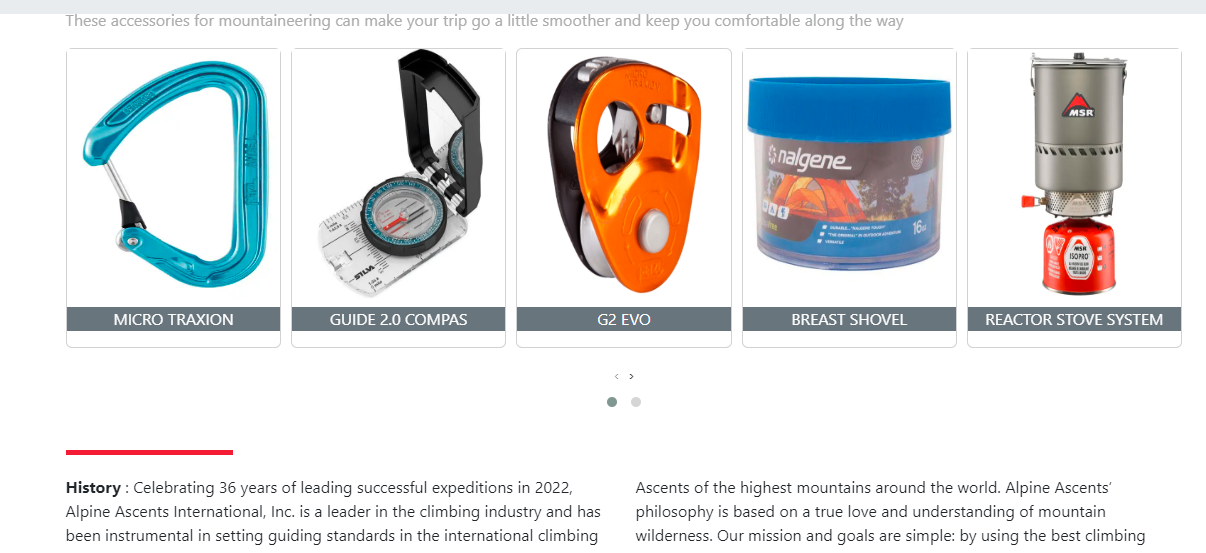 These accessories for mountaineering can make your trip go a little smoother and keep you comfortable along the way
SILVA
MICRO TRAXION
nalgene
16oz
MSR
MSR
ISOPRO
MICRO TRAXION
GUIDE 2.0 COMPAS
G2 EVO
BREAST SHOVEL
REACTOR STOVE SYSTEM
‹ ›
History : Celebrating 36 years of leading successful expeditions in 2022,
Alpine Ascents International, Inc. is a leader in the climbing industry and has
been instrumental in setting guiding standards in the international climbing
Ascents of the highest mountains around the world. Alpine Ascents’
philosophy is based on a true love and understanding of mountain
wilderness. Our mission and goals are simple: by using the best climbing